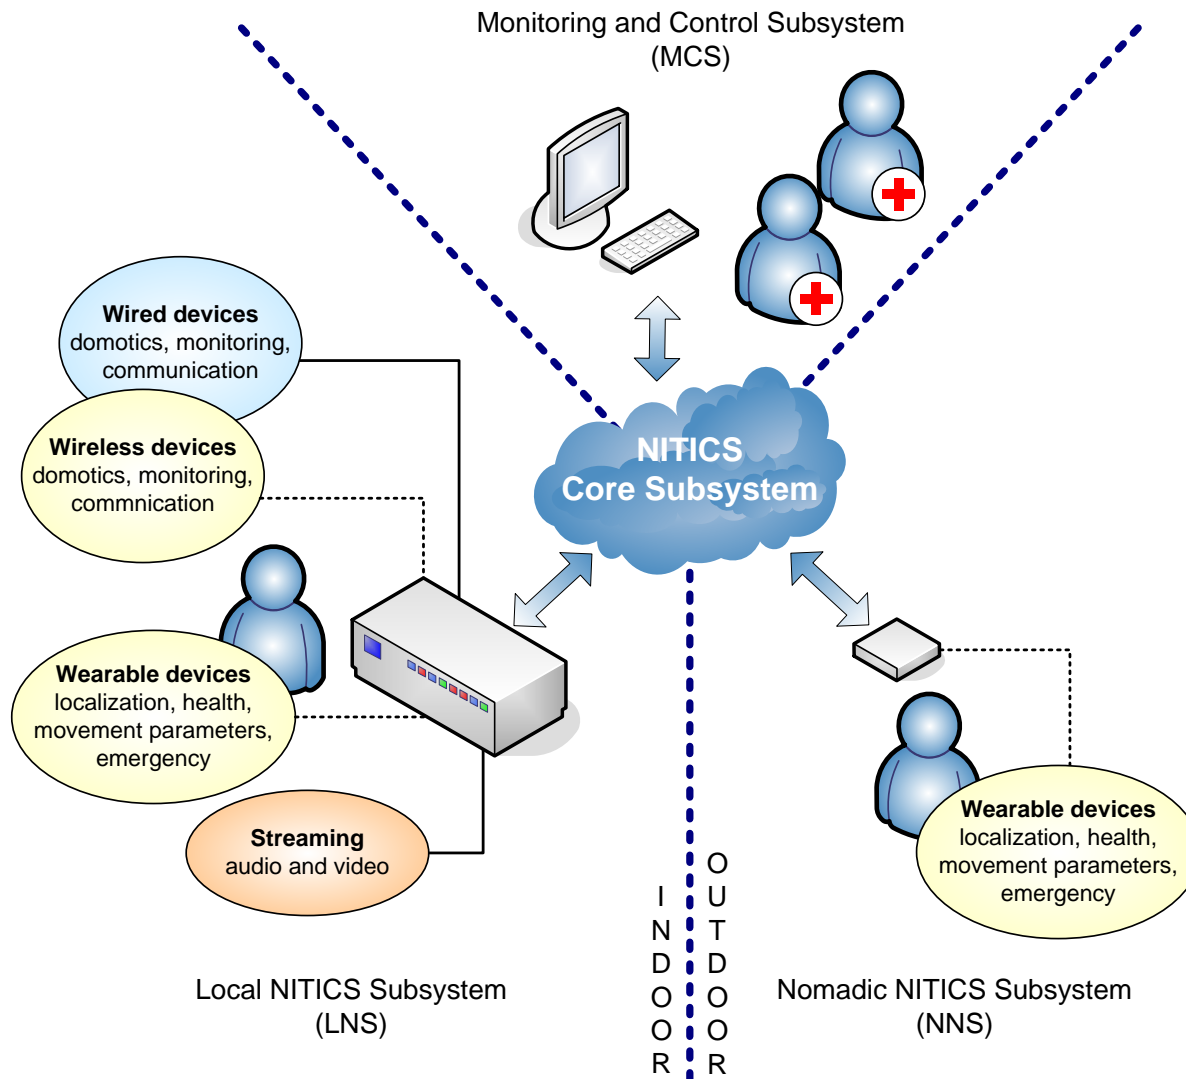 Monitoring and Control Subsystem
(MCS)
Wired devices
domotics, monitoring,
communication
Wireless devices
domotics, monitoring,
commnication
NITICS
Core Subsystem
Wearable devices
localization, health,
movement parameters,
emergency
Streaming
audio and video
Wearable devices
localization, health,
movement parameters,
emergency
INDOOR
OUTDOOR
Local NITICS Subsystem
(LNS)
Nomadic NITICS Subsystem
(NNS)